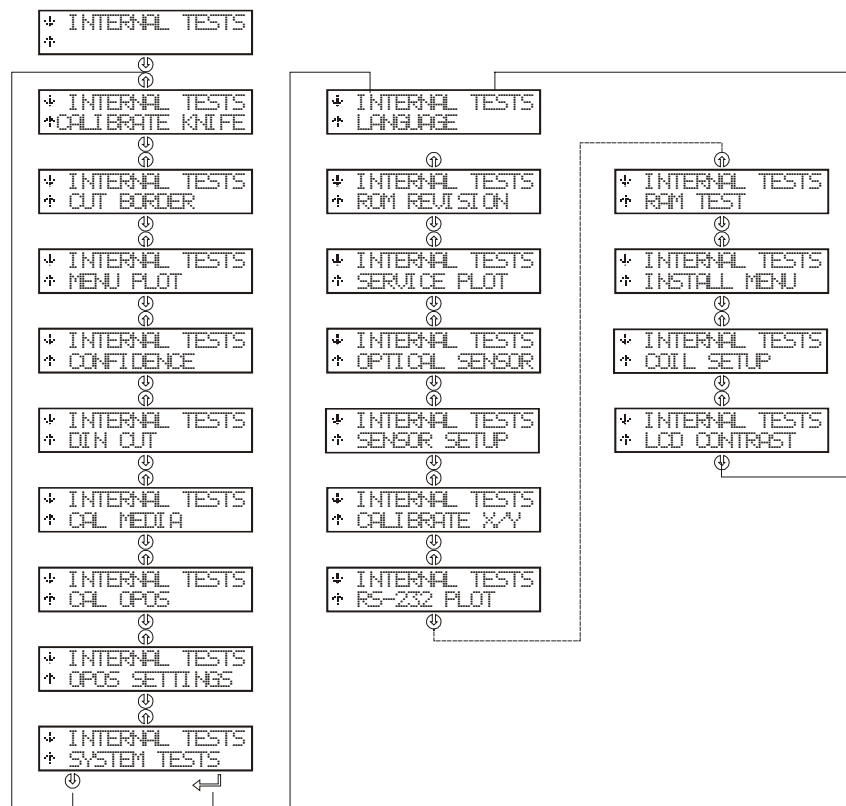 INTERNAL TESTS
INTERNAL TESTS
CALIBRATE KNIFE
INTERNAL TESTS
CUT BORDER
INTERNAL TESTS
MENU PLOT
INTERNAL TESTS
CONFIDENCE
INTERNAL TESTS
DIN CUT
INTERNAL TESTS
CAL MEDIA
INTERNAL TESTS
CAL OPOS
INTERNAL TESTS
OPOS SETTINGS
INTERNAL TESTS
SYSTEM TESTS
INTERNAL TESTS
LANGUAGE
INTERNAL TESTS
ROM REVISION
INTERNAL TESTS
SERVICE PLOT
INTERNAL TESTS
OPTICAL SENSOR
INTERNAL TESTS
SENSOR SETUP
INTERNAL TESTS
CALIBRATE X/Y
INTERNAL TESTS
RS-232 PLOT
INTERNAL TESTS
RAM TEST
INTERNAL TESTS
INSTALL MENU
INTERNAL TESTS
COIL SETUP
INTERNAL TESTS
LCD CONTRAST